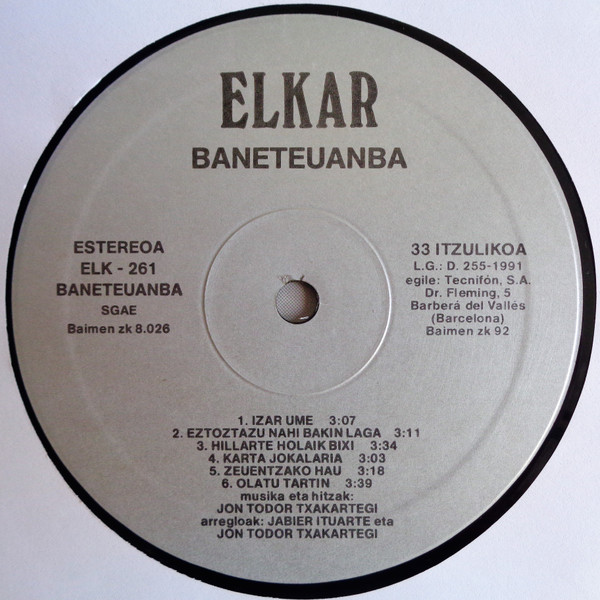 ELKAR
BANETEUANBA
ESTEREOA
ELK - 261
BANETEUANBA
SGAE
Baimen zk 8.026
33 ITZULIKOA
L.G.: D. 255-1991
egile: Tecnifón, S.A.
Dr. Fleming, 5
Barberá del Vallés
(Barcelona)
Baimen zk 92
1. IZAR UME 3:07
2. EZTOZTAZU NAHI BAKIN LAGA 3:11
3. HILLARTE HOLAIK BIXI 3:34
4. KARTA JOKALARIA 3:03
5. ZEUENTZAKO HAU 3:18
6. OLATU TARTIN 3:39
musika eta hitzak:
JON TODOR TXAKARTEGI
arregloak: JABIER ITUARTE eta
JON TODOR TXAKARTEGI